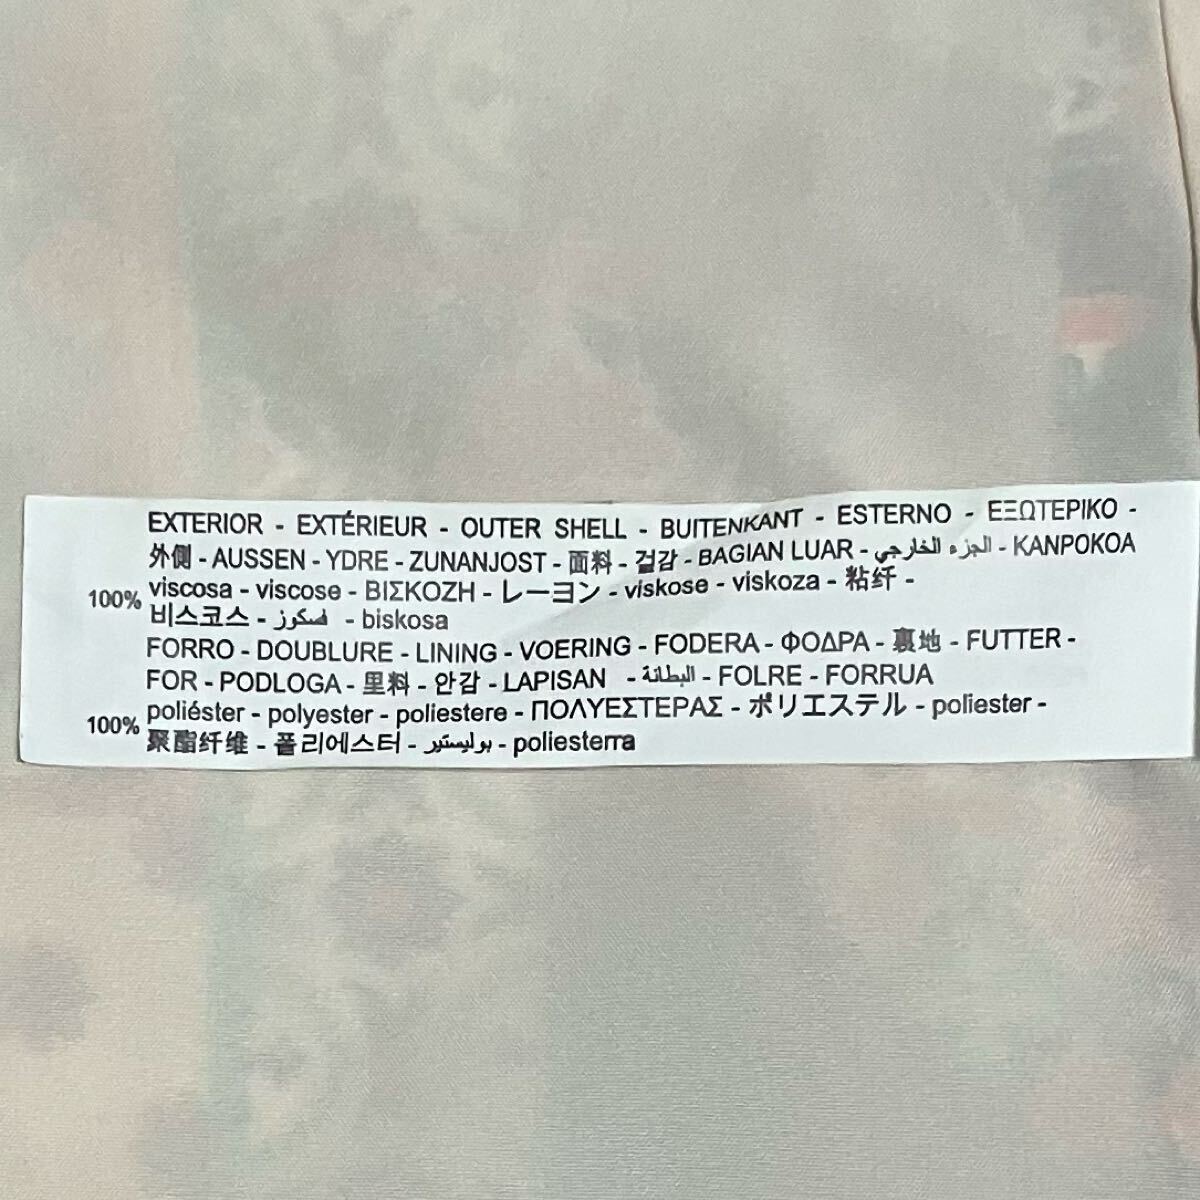 EXTERIOR - EXTÉRIEUR - OUTER SHELL - BUITENKANT - ESTERNO - ΕΞΩΤΕΡΙΚΟ -
外側 - AUSSEN - YDRE - ZUNANJOST - 面料 - 겉감 - BAGIAN LUAR - الجزء الخارجي - KANPOKOA
100% viscosa - viscose - ΒΙΣΚΟΖΗ - レーヨン - viskose - viskoza - 粘纤 -
비스코스 - فسكوز - biskosa
FORRO - DOUBLURE - LINING - VOERING - FODERA - ΦΟΔΡΑ - 裏地 - FUTTER -
FOR - PODLOGA - 里料 - 안감 - LAPISAN - البطانة - FOLRE - FORRUA
100% poliéster - polyester - poliestere - ΠΟΛΥΕΣΤΕΡΑΣ - ポリエステル - poliester -
聚酯纤维 - 폴리에스터 - بوليستير - poliesterra